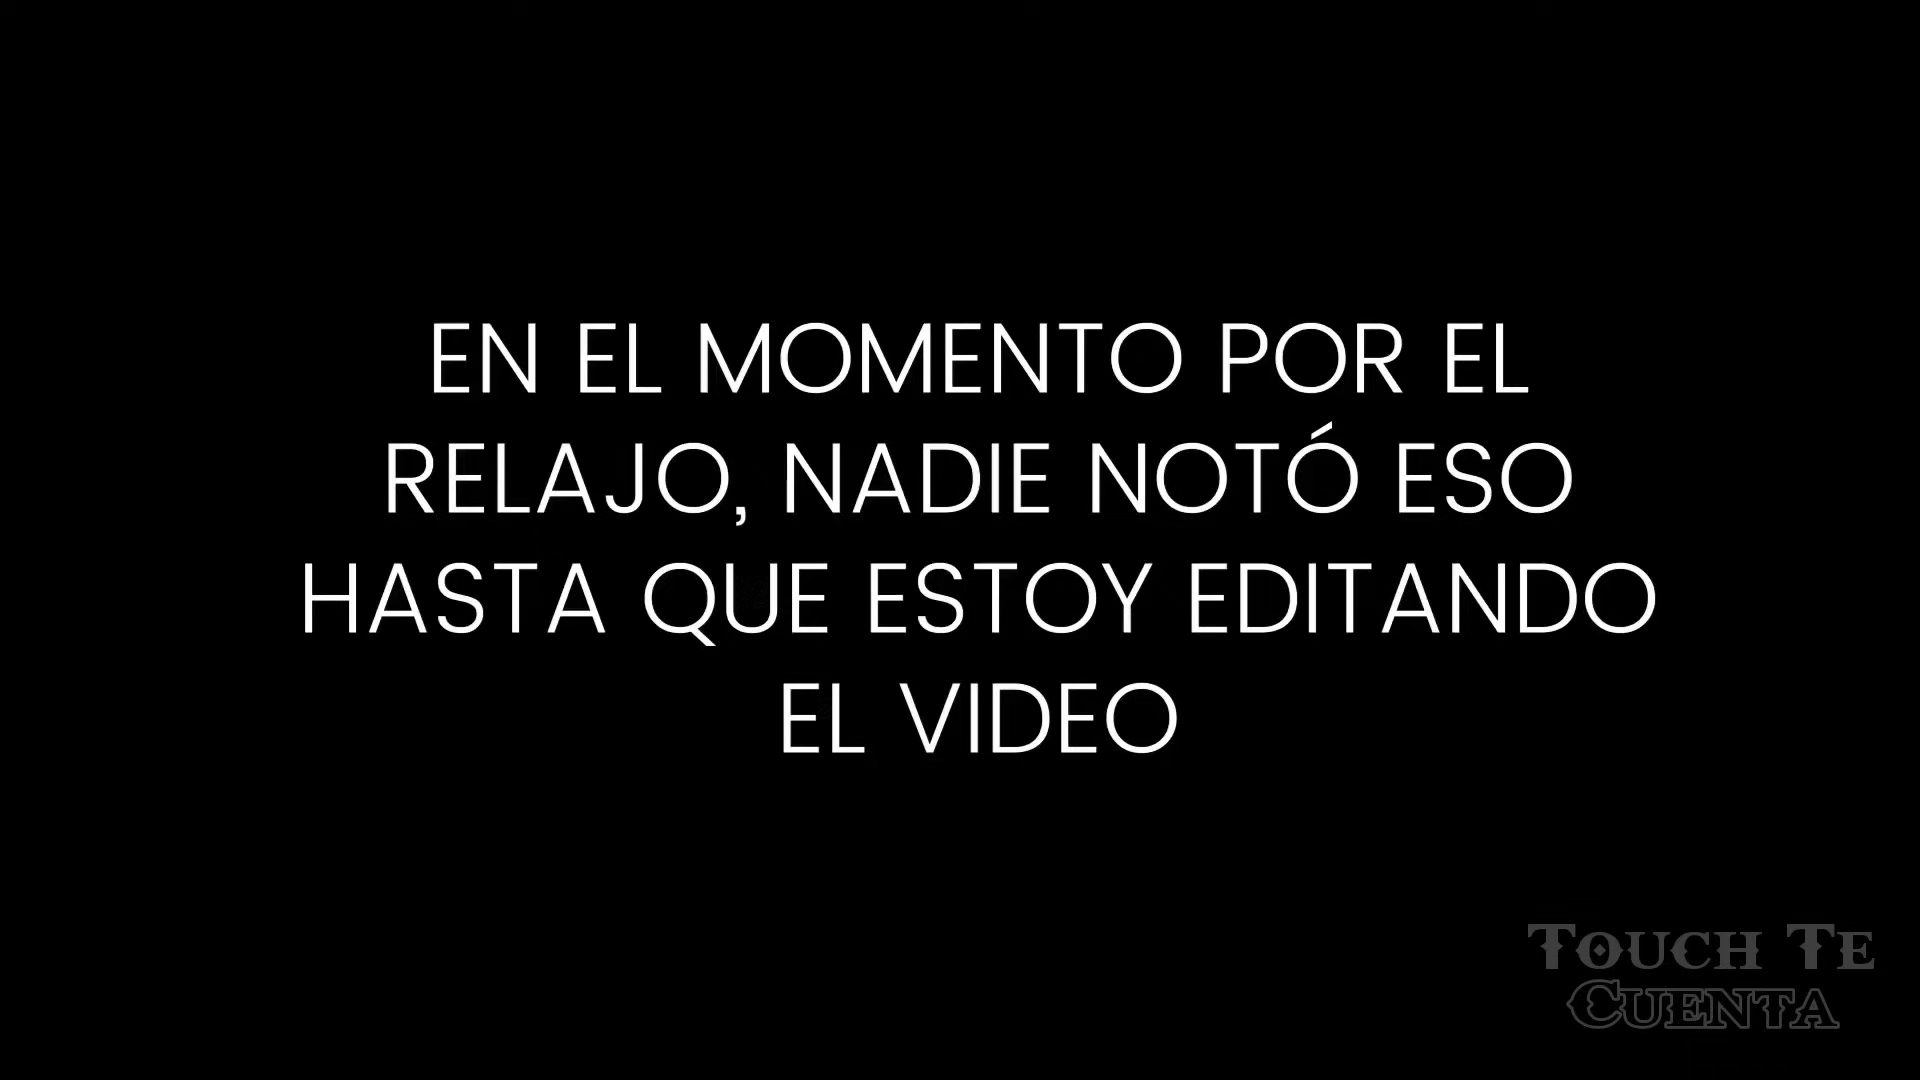 EN EL MOMENTO POR EL
RELAJO, NADIE NOTÓ ESO
HASTA QUE ESTOY EDITANDO
EL VIDEO
TOUCH TE
CUENTA